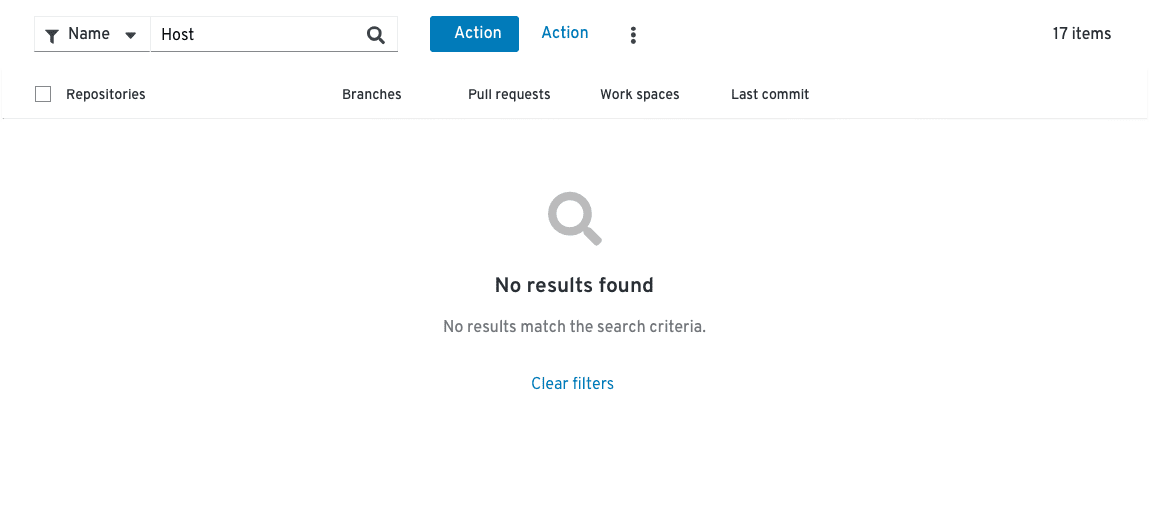 Name Host Action Action 17 items
Repositories Branches Pull requests Work spaces Last commit
No results found
No results match the search criteria.
Clear filters